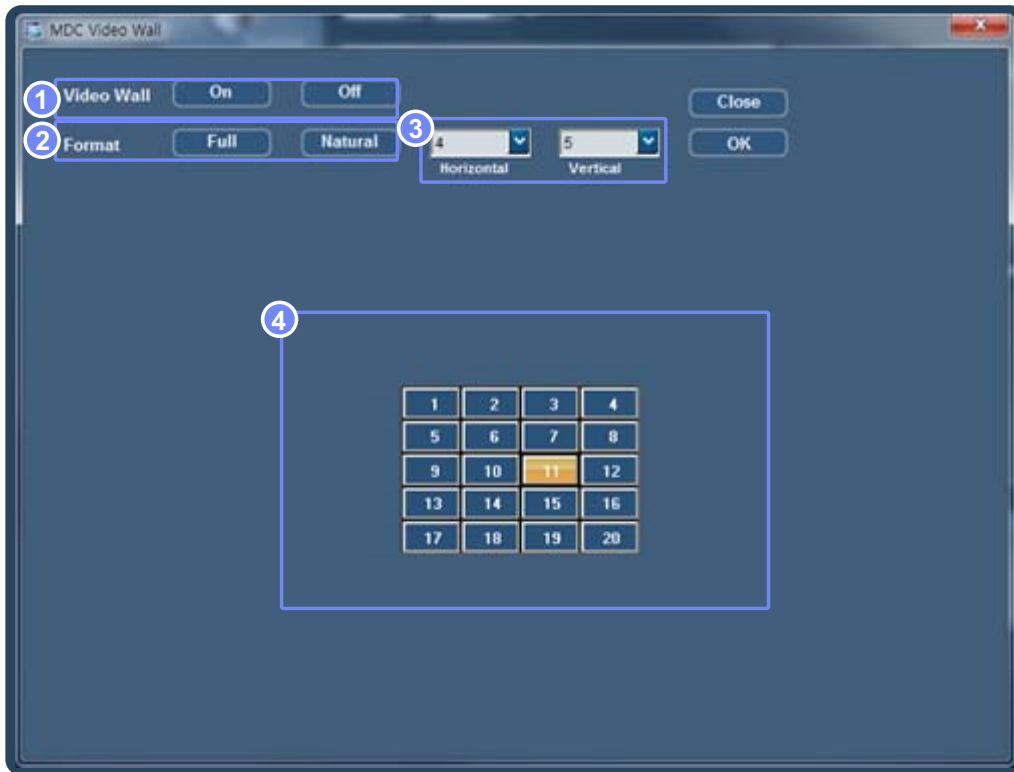 MDC Video Wall
x
1 Video Wall On Off
Close
2 Format Full Natural
3 4 5
OK
Horizontal Vertical
4
1 2 3 4
5 6 7 8
9 10 11 12
13 14 15 16
17 18 19 20